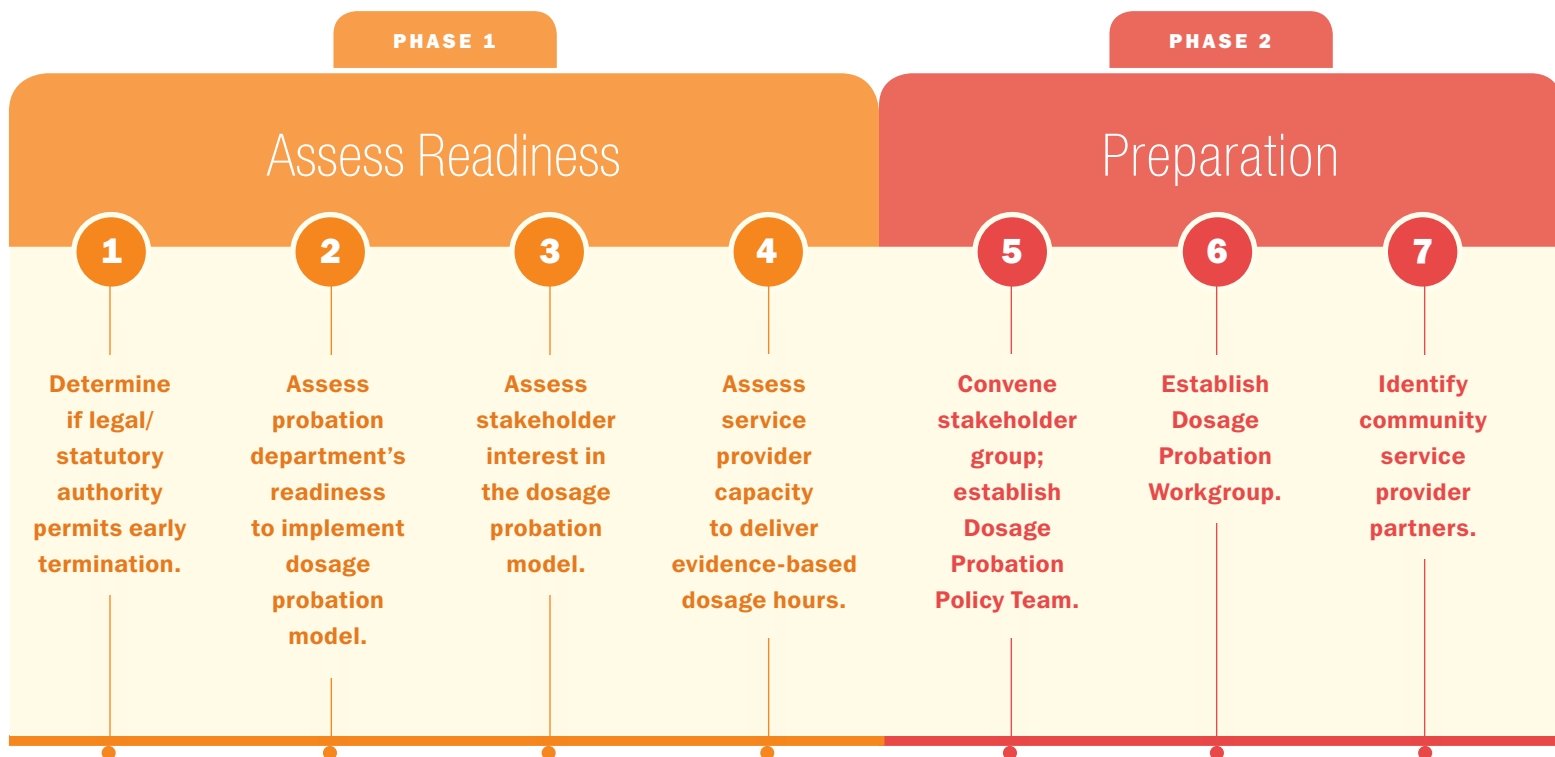 PHASE 1
Assess Readiness
1
Determine
if legal/
statutory
authority
permits early
termination.
2
Assess
probation
department’s
readiness
to implement
dosage
probation
model.
3
Assess
stakeholder
interest in
the dosage
probation
model.
4
Assess
service
provider
capacity
to deliver
evidence-based
dosage hours.
PHASE 2
Preparation
5
Convene
stakeholder
group;
establish
Dosage
Probation
Policy Team.
6
Establish
Dosage
Probation
Workgroup.
7
Identify
community
service
provider
partners.